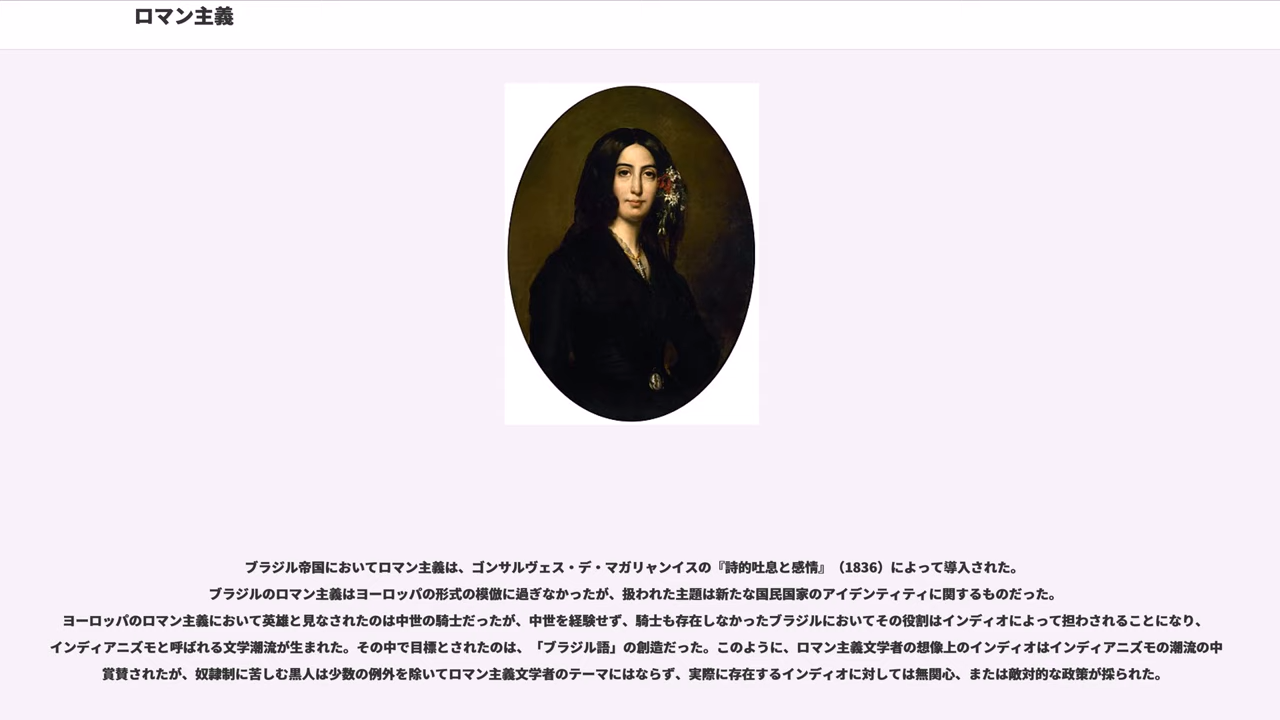 ロマン主義
ブラジル帝国においてロマン主義は、ゴンサルヴェス・デ・マガリャンイスの『詩的吐息と感情』（1836）によって導入された。
ブラジルのロマン主義はヨーロッパの形式の模倣に過ぎなかったが、扱われた主題は新たな国民国家のアイデンティティに関するものだった。
ヨーロッパのロマン主義において英雄と見なされたのは中世の騎士だったが、中世を経験せず、騎士も存在しなかったブラジルにおいてその役割はインディオによって担わされることになり、
インディアニズモと呼ばれる文学潮流が生まれた。その中で目標とされたのは、「ブラジル語」の創造だった。このように、ロマン主義文学者の想像上のインディオはインディアニズモの潮流の中
賞賛されたが、奴隷制に苦しむ黒人は少数の例外を除いてロマン主義文学者のテーマにはならず、実際に存在するインディオに対しては無関心、または敵対的な政策が採られた。